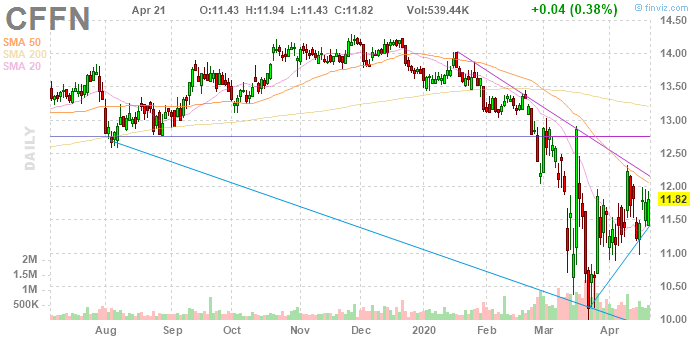 © finviz.com
CFFN
Apr 21 O:11.43 H:11.94 L:11.43 C:11.82 Vol:539.44K +0.04 (0.38%)
SMA 50
SMA 200
SMA 20
DAILY
14.50
14.00
13.50
13.00
12.50
12.00
11.82
11.50
11.00
10.50
10.00
2M
1.5M
1M
500K
Aug Sep Oct Nov Dec 2020 Feb Mar Apr